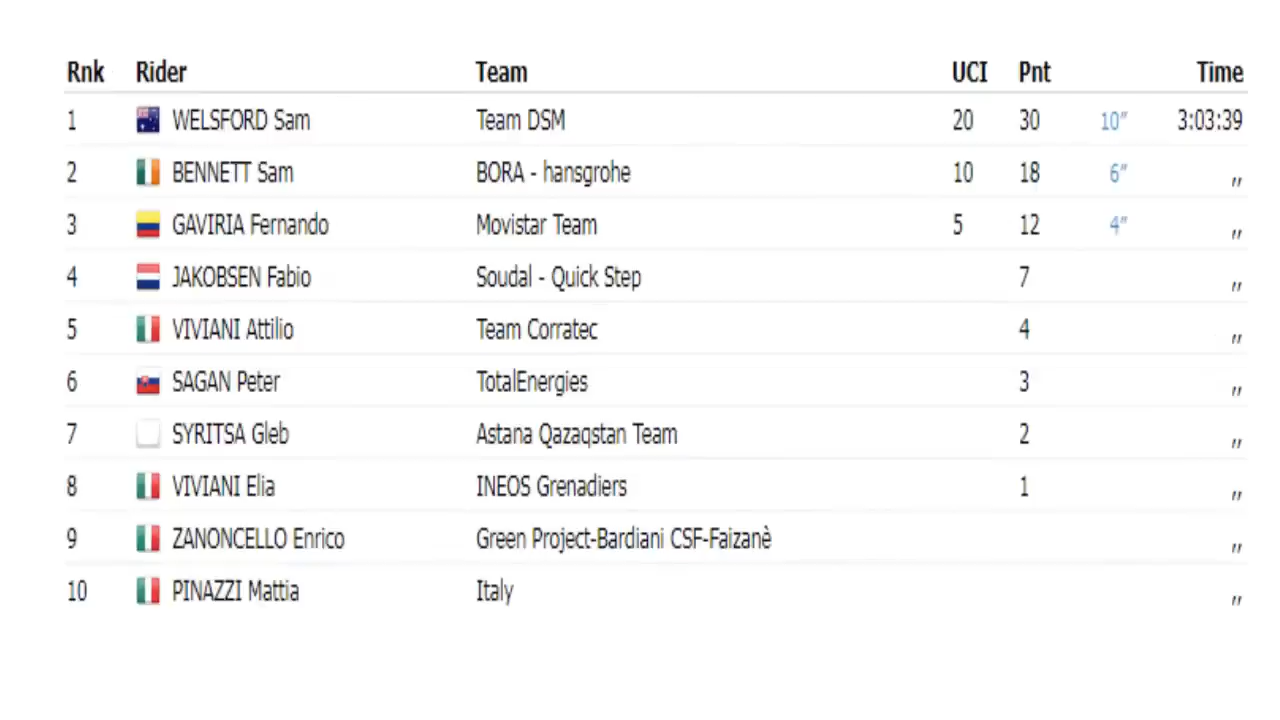 Rnk Rider Team UCI Pnt Time
1 WELSFORD Sam Team DSM 20 30 10″ 3:03:39
2 BENNETT Sam BORA - hansgrohe 10 18 6″ ,,
3 GAVIRIA Fernando Movistar Team 5 12 4″ ,,
4 JAKOBSEN Fabio Soudal - Quick Step 7 ,,
5 VIVIANI Attilio Team Corratec 4 ,,
6 SAGAN Peter TotalEnergies 3 ,,
7 SYRITSA Gleb Astana Qazaqstan Team 2 ,,
8 VIVIANI Elia INEOS Grenadiers 1 ,,
9 ZANONCELLO Enrico Green Project-Bardiani CSF-Faizanè ,,
10 PINAZZI Mattia Italy ,,